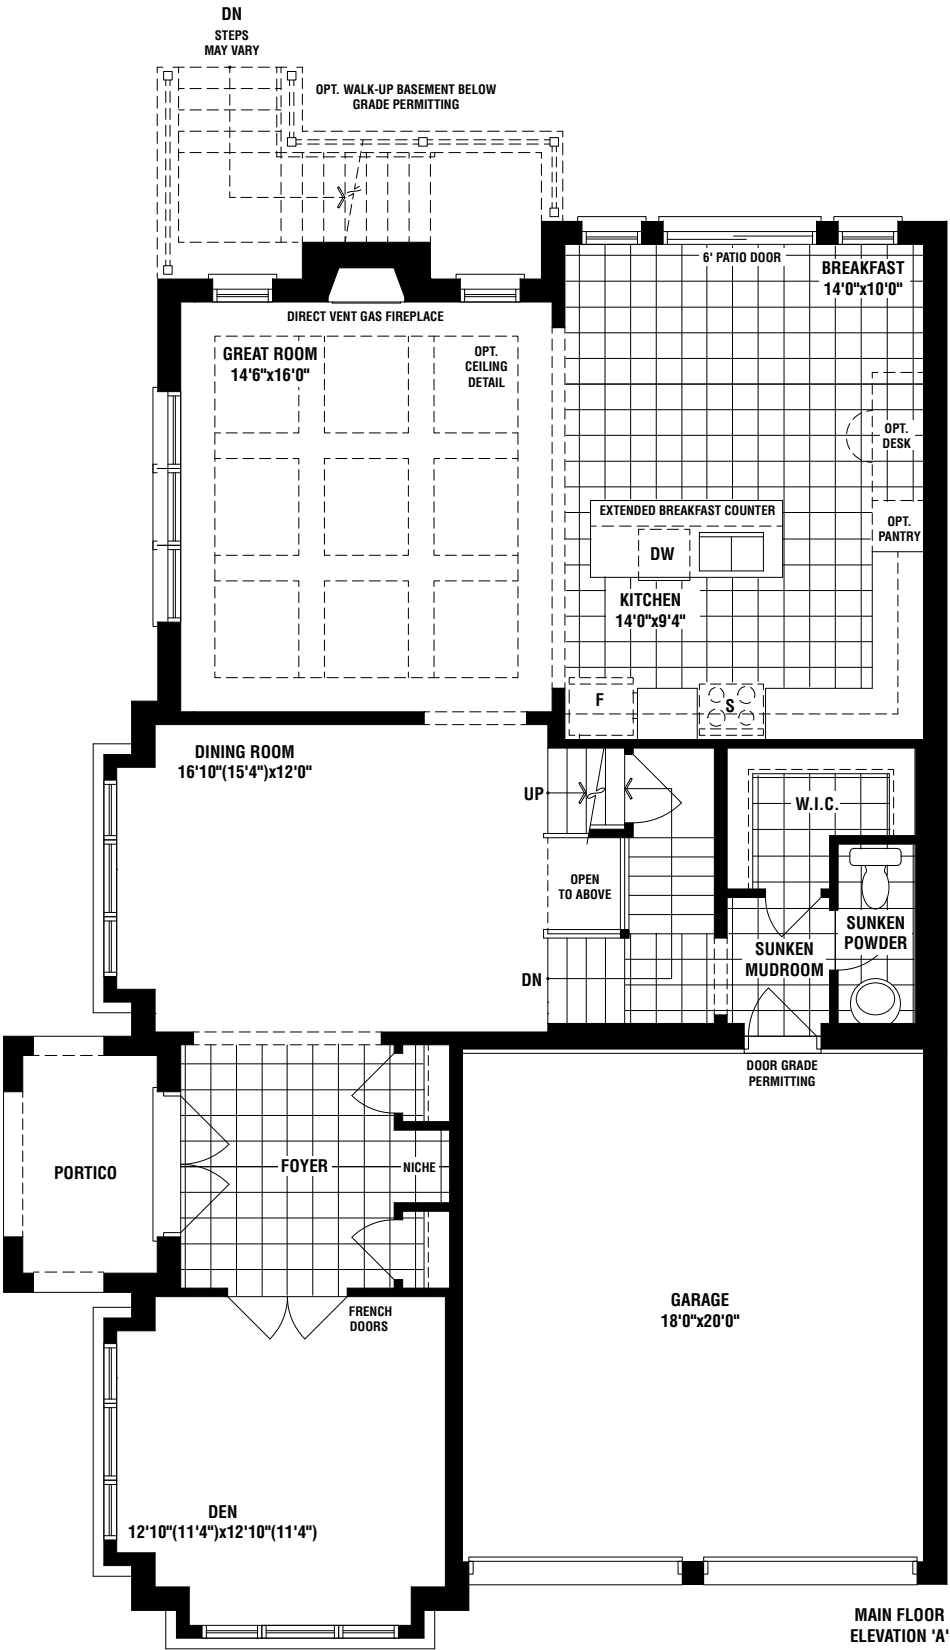 DN
STEPS
MAY VARY
OPT. WALK-UP BASEMENT BELOW
GRADE PERMITTING
6' PATIO DOOR
BREAKFAST
14'0"x10'0"
DIRECT VENT GAS FIREPLACE
GREAT ROOM
14'6"x16'0"
OPT.
CEILING
DETAIL
OPT.
DESK
EXTENDED BREAKFAST COUNTER
OPT.
PANTRY
DW
KITCHEN
14'0"x9'4"
F
S
DINING ROOM
16'10"(15'4")x12'0"
UP
W.I.C.
OPEN
TO ABOVE
SUNKEN
POWDER
SUNKEN
MUDROOM
DN
DOOR GRADE
PERMITTING
PORTICO
FOYER
NICHE
FRENCH
DOORS
GARAGE
18'0"x20'0"
DEN
12'10"(11'4")x12'10"(11'4")
MAIN FLOOR
ELEVATION 'A'